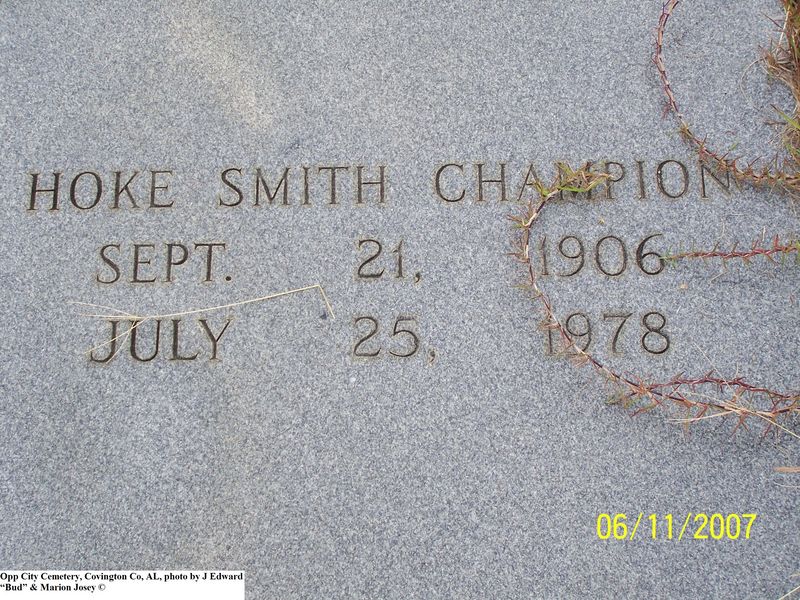 HOKE SMITH CHAMPION
SEPT. 21, 1906
JULY 25, 1978
06/11/2007
Opp City Cemetery, Covington Co, AL, photo by J Edward
“Bud” & Marion Josey ©